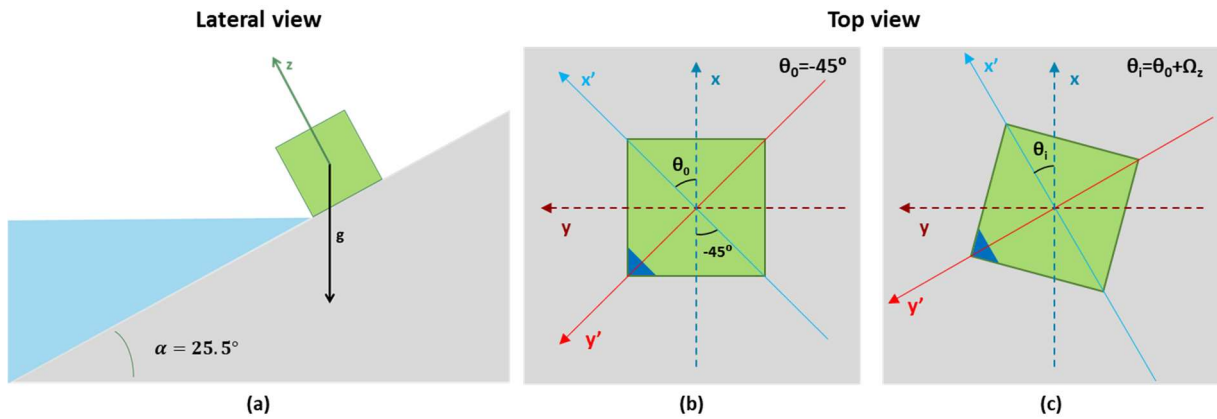 Lateral view
Top view
z
g
α = 25.5°
(a)
θ₀=-45º
x'
x
θ₀
y
-45º
y'
(b)
θᵢ=θ₀+Ω𝓏
x'
x
θᵢ
y
y'
(c)